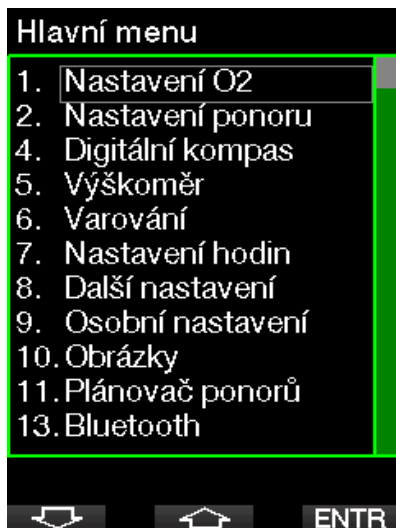 Hlavní menu
1. Nastavení O2
2. Nastavení ponoru
4. Digitální kompas
5. Výškoměr
6. Varování
7. Nastavení hodin
8. Další nastavení
9. Osobní nastavení
10. Obrázky
11. Plánovač ponorů
13. Bluetooth
ENTR